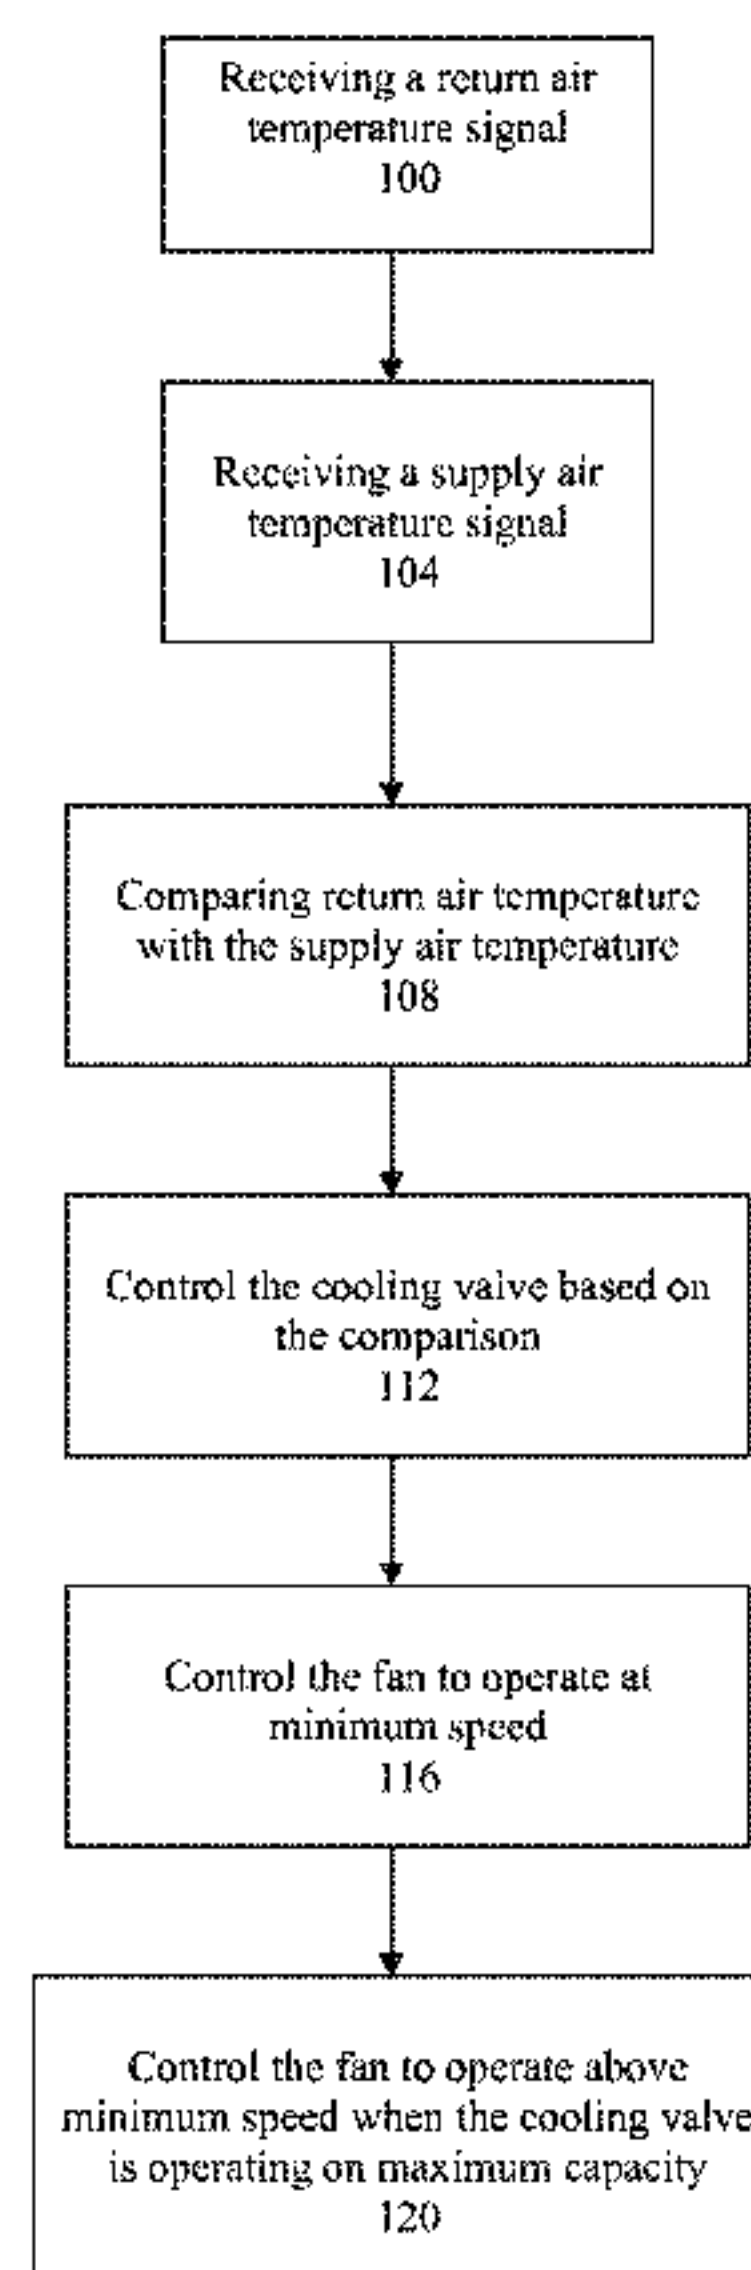 Receiving a return air
temperature signal
100
Receiving a supply air
temperature signal
104
Comparing return air temperature
with the supply air temperature
108
Control the cooling valve based on
the comparison
112
Control the fan to operate at
minimum speed
116
Control the fan to operate above
minimum speed when the cooling valve
is operating on maximum capacity
120